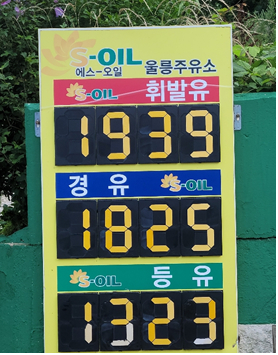 S-OIL
에스-오일 울릉주유소
S-OIL 휘발유
1939
경유 S-OIL
1825
S-OIL 등유
1323